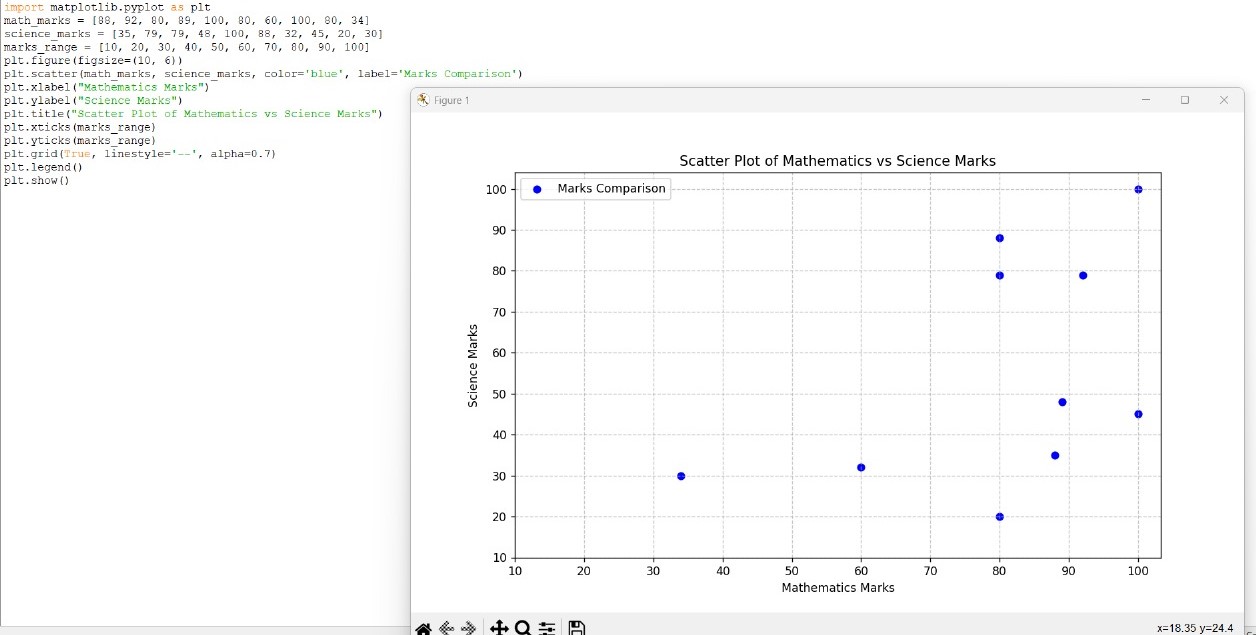 import matplotlib.pyplot as plt
math_marks = [88, 92, 80, 89, 100, 80, 60, 100, 80, 34]
science_marks = [35, 79, 79, 48, 100, 88, 32, 45, 20, 30]
marks_range = [10, 20, 30, 40, 50, 60, 70, 80, 90, 100]
plt.figure(figsize=(10, 6))
plt.scatter(math_marks, science_marks, color='blue', label='Marks Comparison')
plt.xlabel("Mathematics Marks")
plt.ylabel("Science Marks")
plt.title("Scatter Plot of Mathematics vs Science Marks")
plt.xticks(marks_range)
plt.yticks(marks_range)
plt.grid(True, linestyle='--', alpha=0.7)
plt.legend()
plt.show()
Figure 1
Scatter Plot of Mathematics vs Science Marks
Marks Comparison
100
90
80
70
60
50
40
30
20
10
Science Marks
10 20 30 40 50 60 70 80 90 100
Mathematics Marks
x=18.35 y=24.4